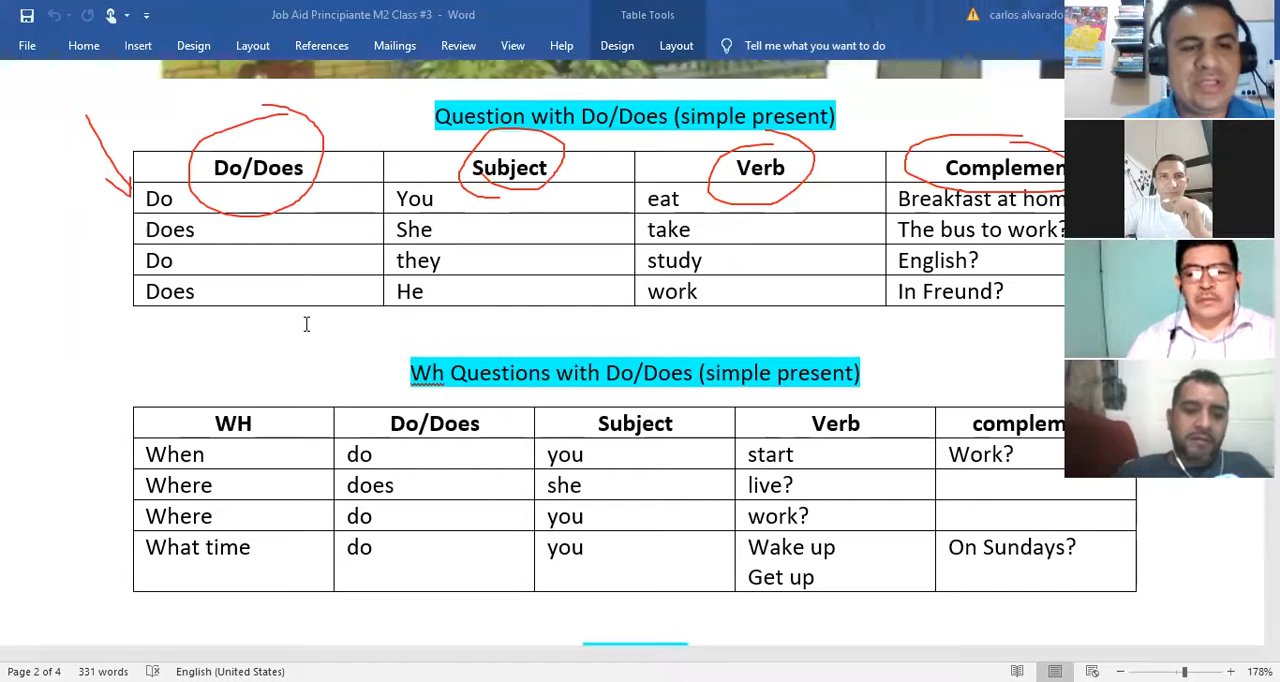 Job Aid Principiante M2 Class #3 - Word
Table Tools
carlos alvarado
File Home Insert Design Layout References Mailings Review View Help Design Layout Tell me what you want to do
Question with Do/Does (simple present)
Do/Does Subject Verb Complemen
Do You eat Breakfast at hom
Does She take The bus to work?
Do they study English?
Does He work In Freund?
Wh Questions with Do/Does (simple present)
WH Do/Does Subject Verb complem
When do you start Work?
Where does she live?
Where do you work?
What time do you Wake up On Sundays?
Get up
Page 2 of 4 331 words English (United States) 178%